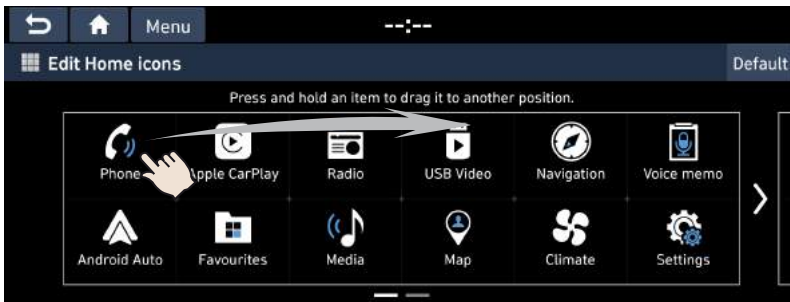 Menu --:--
Edit Home icons Default
Press and hold an item to drag it to another position.
Phone Apple CarPlay Radio USB Video Navigation Voice memo
Android Auto Favourites Media Map Climate Settings